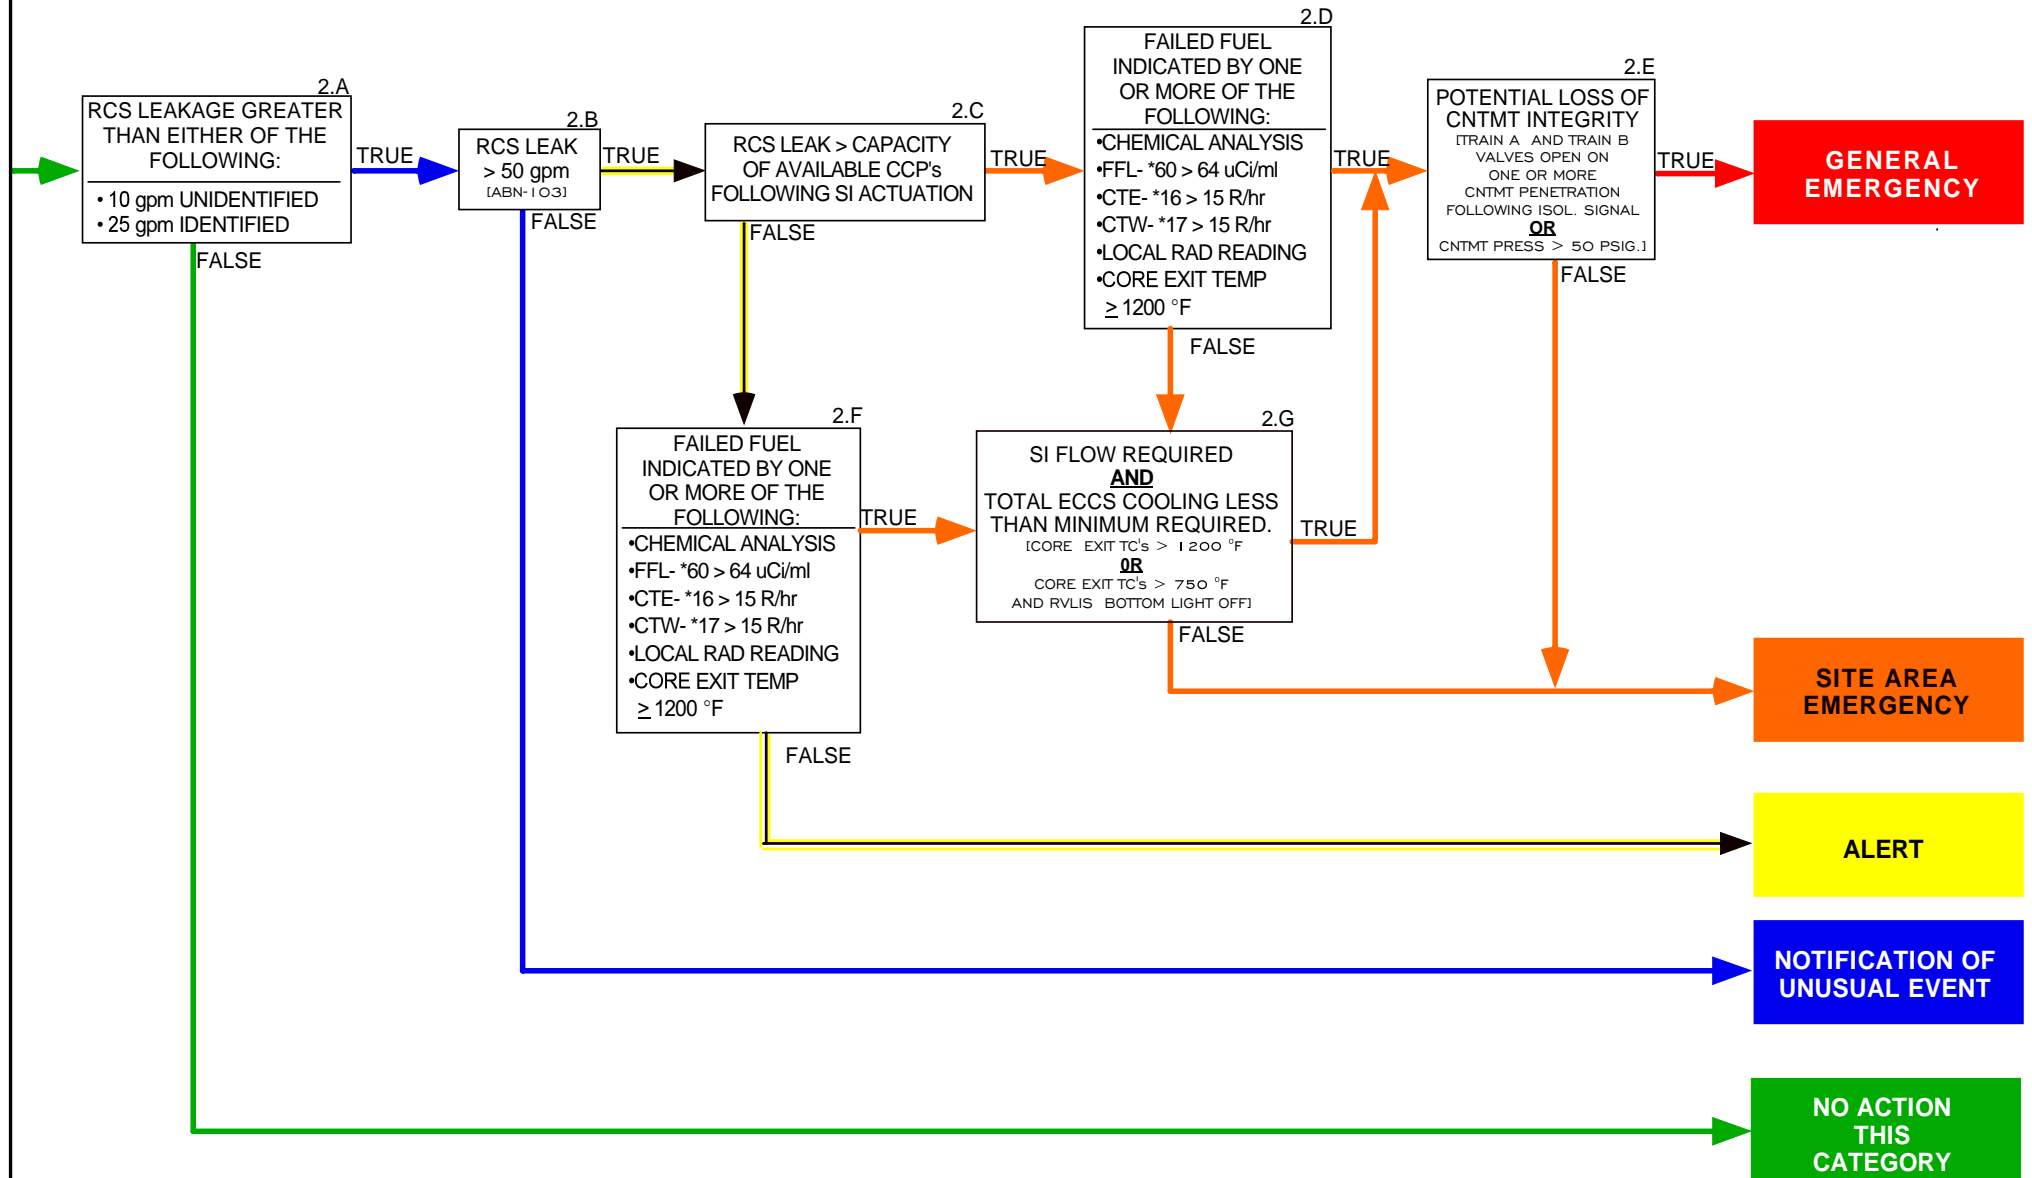 2.A
RCS LEAKAGE GREATER
THAN EITHER OF THE
FOLLOWING:
• 10 gpm UNIDENTIFIED
• 25 gpm IDENTIFIED
TRUE
FALSE
2.B
RCS LEAK
> 50 gpm
[ABN-103]
TRUE
FALSE
2.C
RCS LEAK > CAPACITY
OF AVAILABLE CCP's
FOLLOWING SI ACTUATION
TRUE
FALSE
2.D
FAILED FUEL
INDICATED BY ONE
OR MORE OF THE
FOLLOWING:
•CHEMICAL ANALYSIS
•FFL- *60 > 64 uCi/ml
•CTE- *16 > 15 R/hr
•CTW- *17 > 15 R/hr
•LOCAL RAD READING
•CORE EXIT TEMP
≥ 1200 °F
TRUE
FALSE
2.E
POTENTIAL LOSS OF
CNTMT INTEGRITY
[TRAIN A AND TRAIN B
VALVES OPEN ON
ONE OR MORE
CNTMT PENETRATION
FOLLOWING ISOL. SIGNAL
OR
CNTMT PRESS > 50 PSIG.]
TRUE
FALSE
GENERAL
EMERGENCY
2.F
FAILED FUEL
INDICATED BY ONE
OR MORE OF THE
FOLLOWING:
•CHEMICAL ANALYSIS
•FFL- *60 > 64 uCi/ml
•CTE- *16 > 15 R/hr
•CTW- *17 > 15 R/hr
•LOCAL RAD READING
•CORE EXIT TEMP
≥ 1200 °F
TRUE
FALSE
2.G
SI FLOW REQUIRED
AND
TOTAL ECCS COOLING LESS
THAN MINIMUM REQUIRED.
[CORE EXIT TC's > 1200 °F
OR
CORE EXIT TC's > 750 °F
AND RVLIS BOTTOM LIGHT OFF]
TRUE
FALSE
SITE AREA
EMERGENCY
ALERT
NOTIFICATION OF
UNUSUAL EVENT
NO ACTION
THIS
CATEGORY